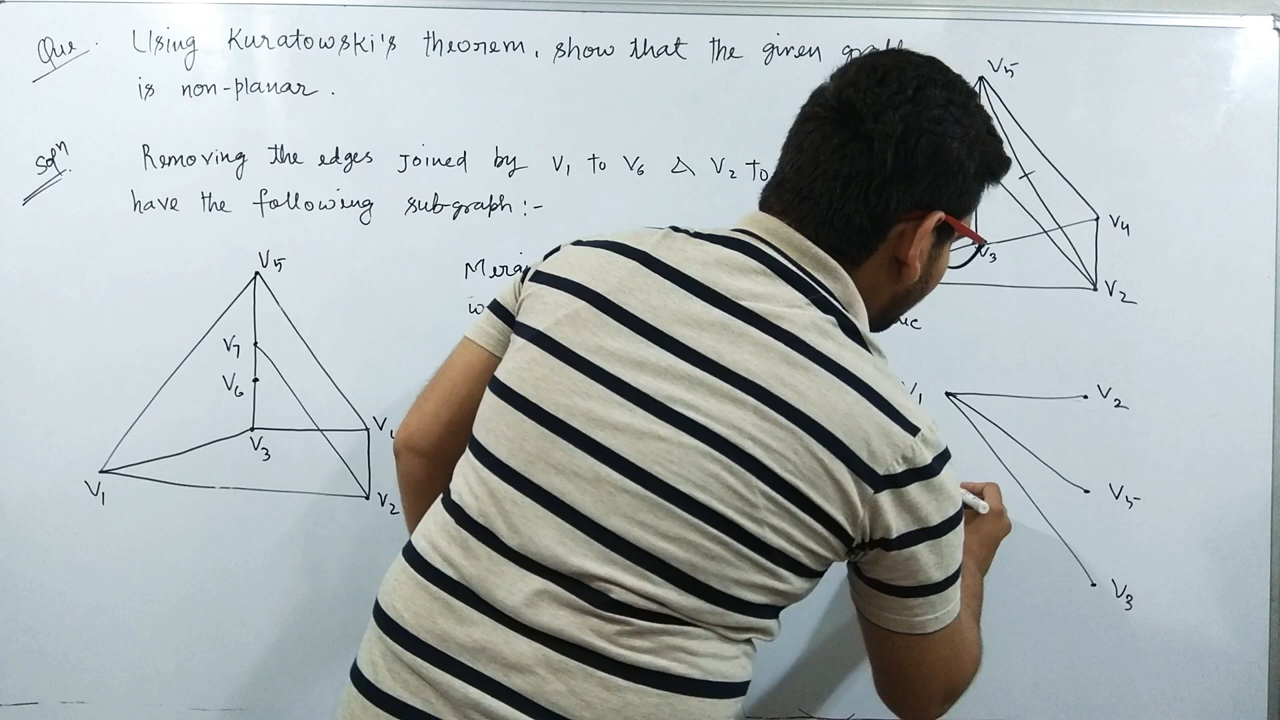 Que. Using Kuratowski's theorem, show that the given
is non-planar.
V5
Solⁿ Removing the edges joined by V1 to V6 & V2 to
have the following subgraph:-
V4
V3
V2
V5
V7
V6
V3
V1
V2
V1
V2
V5
V3